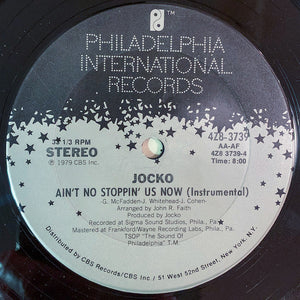 PHILADELPHIA
INTERNATIONAL
RECORDS
33 1/3 RPM
STEREO
℗ 1979 CBS Inc.
4Z8-3739
AA-AF
4Z8 3739-4
Time: 8:00
JOCKO
AIN'T NO STOPPIN' US NOW (Instrumental)
-G. McFadden-J. Whitehead-J. Cohen-
Arranged by John R. Faith
Produced by Jocko
Recorded at Sigma Sound Studios, Phila., Pa.
Mastered at Frankford/Wayne Recording Labs, Phila., Pa.
TSOP "The Sound Of
Philadelphia" T.M.
Distributed by CBS Records/CBS Inc / 51 West 52nd Street, New York, N.Y.